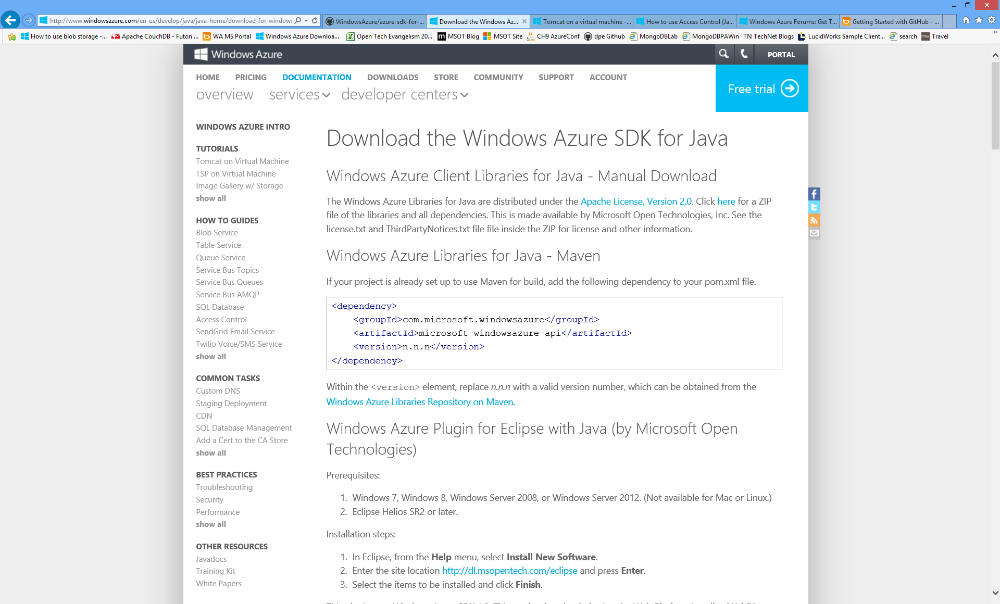 http://www.windowsazure.com/en-us/develop/java/java-home/download-for-windows
WindowsAzure/azure-sdk-for-...
Download the Windows Az...
Tomcat on a virtual machine -...
How to use Access Control (Ja...
Windows Azure Forums: Get T...
Getting Started with GitHub - ...
How to use blob storage -...
Apache CouchDB - Futon ...
WA MS Portal
Windows Azure Downloa...
Open Tech Evangelism 20...
m MSOT Blog
MSOT Site
CH9 AzureConf
dpe Github
MongoDBLab
MongoDBPAWin
TN TechNet Blogs
LucidWorks Sample Client...
search
msw Travel
Windows Azure
PORTAL
HOME PRICING DOCUMENTATION DOWNLOADS STORE COMMUNITY SUPPORT ACCOUNT
overview services developer centers
Free trial
WINDOWS AZURE INTRO
TUTORIALS
Tomcat on Virtual Machine
TSP on Virtual Machine
Image Gallery w/ Storage
show all
HOW TO GUIDES
Blob Service
Table Service
Queue Service
Service Bus Topics
Service Bus Queues
Service Bus AMQP
SQL Database
Access Control
SendGrid Email Service
Twilio Voice/SMS Service
show all
COMMON TASKS
Custom DNS
Staging Deployment
CDN
SQL Database Management
Add a Cert to the CA Store
show all
BEST PRACTICES
Troubleshooting
Security
Performance
show all
OTHER RESOURCES
Javadocs
Training Kit
White Papers
Download the Windows Azure SDK for Java
Windows Azure Client Libraries for Java - Manual Download
The Windows Azure Libraries for Java are distributed under the Apache License, Version 2.0. Click here for a ZIP
file of the libraries and all dependencies. This is made available by Microsoft Open Technologies, Inc. See the
license.txt and ThirdPartyNotices.txt file file inside the ZIP for license and other information.
Windows Azure Libraries for Java - Maven
If your project is already set up to use Maven for build, add the following dependency to your pom.xml file.
<dependency>
<groupId>com.microsoft.windowsazure</groupId>
<artifactId>microsoft-windowsazure-api</artifactId>
<version>n.n.n</version>
</dependency>
Within the <version> element, replace n.n.n with a valid version number, which can be obtained from the
Windows Azure Libraries Repository on Maven.
Windows Azure Plugin for Eclipse with Java (by Microsoft Open
Technologies)
Prerequisites:
1. Windows 7, Windows 8, Windows Server 2008, or Windows Server 2012. (Not available for Mac or Linux.)
2. Eclipse Helios SR2 or later.
Installation steps:
1. In Eclipse, from the Help menu, select Install New Software.
2. Enter the site location http://dl.msopentech.com/eclipse and press Enter.
3. Select the items to be installed and click Finish.